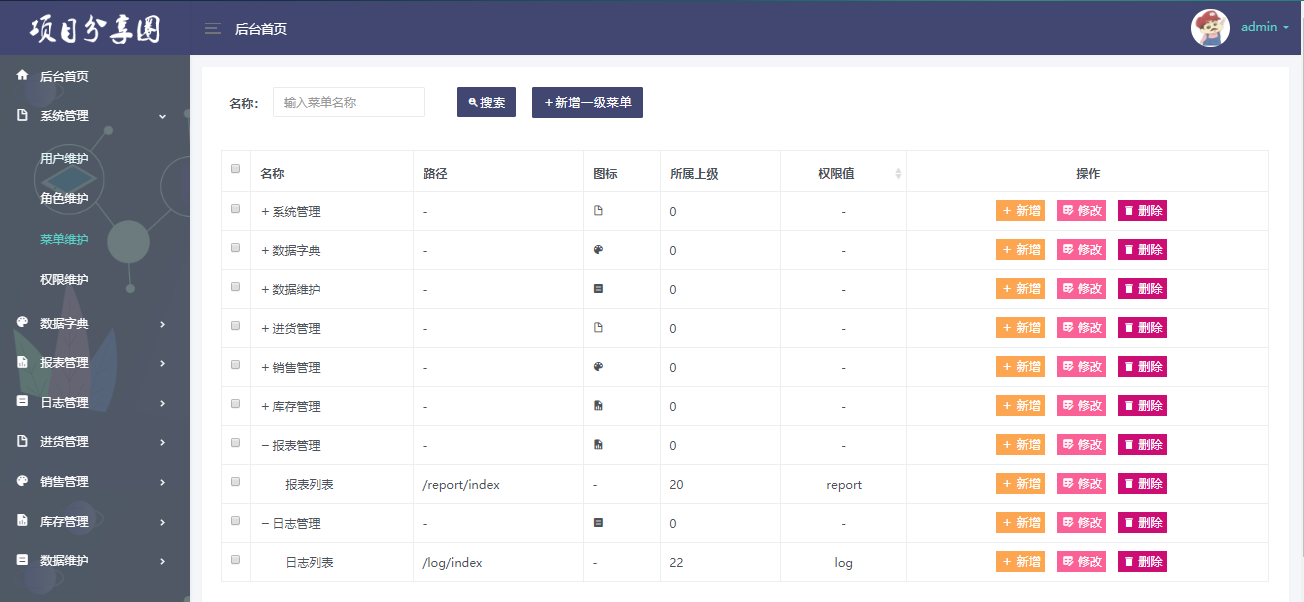 项目分享圈
后台首页
admin
后台首页
系统管理
用户维护
角色维护
菜单维护
权限维护
数据字典
报表管理
日志管理
进货管理
销售管理
库存管理
数据维护
名称: 输入菜单名称 搜索 +新增一级菜单
名称 路径 图标 所属上级 权限值 操作
+ 系统管理 - 0 - + 新增 修改 删除
+ 数据字典 - 0 - + 新增 修改 删除
+ 数据维护 - 0 - + 新增 修改 删除
+ 进货管理 - 0 - + 新增 修改 删除
+ 销售管理 - 0 - + 新增 修改 删除
+ 库存管理 - 0 - + 新增 修改 删除
− 报表管理 - 0 - + 新增 修改 删除
报表列表 /report/index - 20 report + 新增 修改 删除
− 日志管理 - 0 - + 新增 修改 删除
日志列表 /log/index - 22 log + 新增 修改 删除